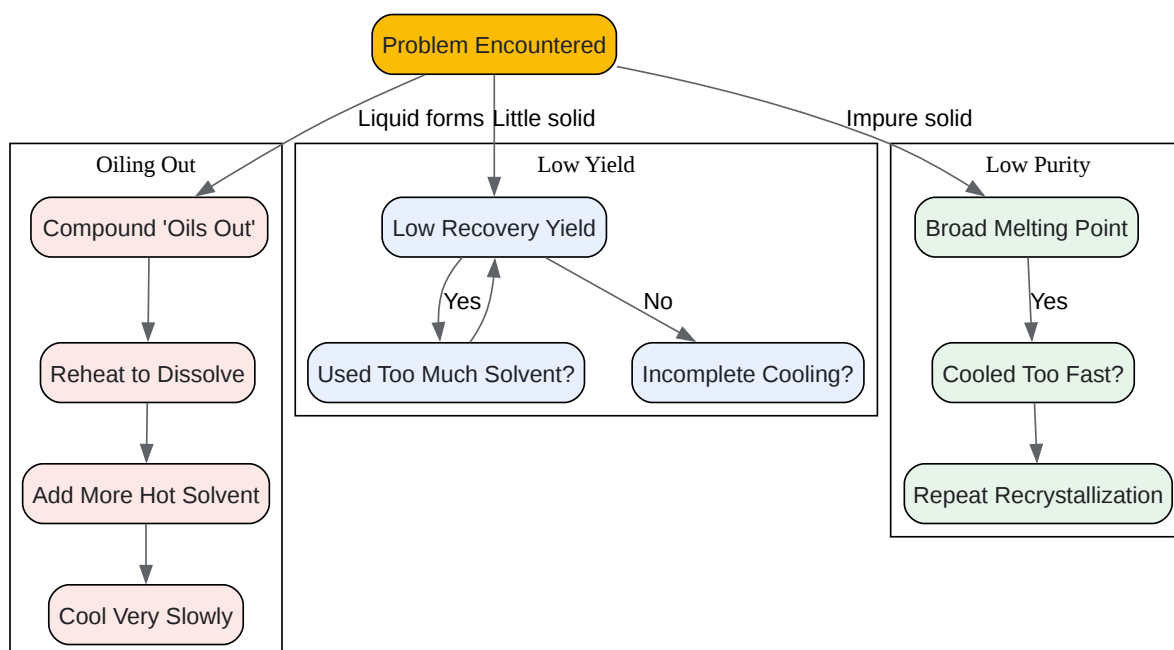 Problem Encountered
Liquid forms
Little solid
Impure solid
Oiling Out
Low Yield
Low Purity
Compound 'Oils Out'
Low Recovery Yield
Broad Melting Point
Yes
No
Yes
Reheat to Dissolve
Used Too Much Solvent?
Incomplete Cooling?
Cooled Too Fast?
Add More Hot Solvent
Repeat Recrystallization
Cool Very Slowly